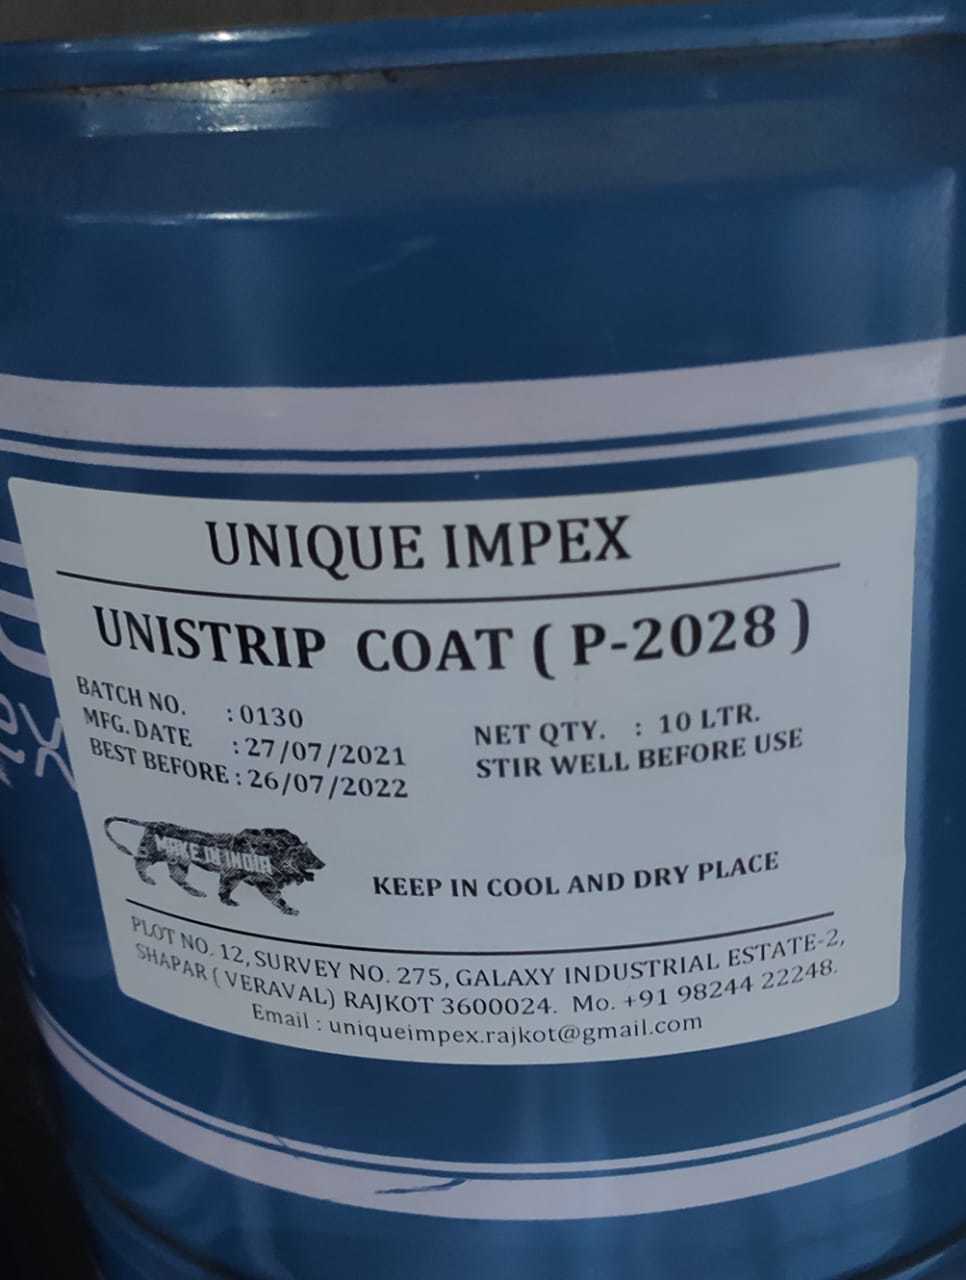 UNIQUE IMPEX
UNISTRIP COAT ( P-2028 )
BATCH NO. : 0130
MFG. DATE : 27/07/2021
BEST BEFORE : 26/07/2022
NET QTY. : 10 LTR.
STIR WELL BEFORE USE
MAKE IN INDIA
KEEP IN COOL AND DRY PLACE
PLOT NO. 12, SURVEY NO. 275, GALAXY INDUSTRIAL ESTATE-2,
SHAPAR ( VERAVAL) RAJKOT 3600024. Mo. +91 98244 22248.
Email : uniqueimpex.rajkot@gmail.com